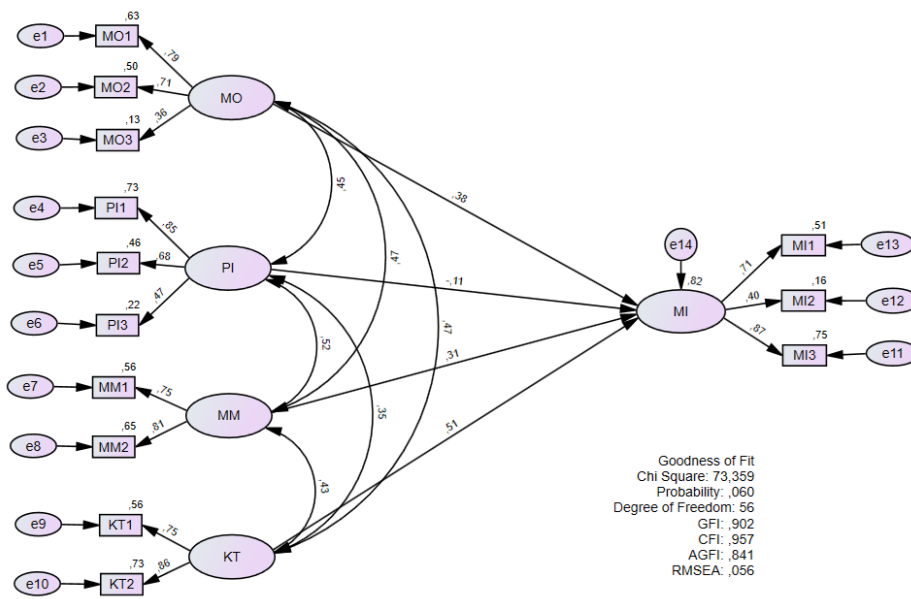 ,63
e1 MO1
,79
,50
e2 MO2 ,71
MO
,13
e3 MO3 ,36
,45
,73
e4 PI1
,85
,46
e5 PI2 ,68
PI
,47
,22
e6 PI3
,38
-,11
,47
,47
,52
,35
,31
,51
,43
e14
,82
MI
,51
,71 MI1 e13
,16
,40 MI2 e12
,87 ,75
MI3 e11
,56
e7 MM1 ,75
MM
,65
e8 MM2 ,81
,56
e9 KT1 ,75
KT
,73
e10 KT2 ,86
Goodness of Fit
Chi Square: 73,359
Probability: ,060
Degree of Freedom: 56
GFI: ,902
CFI: ,957
AGFI: ,841
RMSEA: ,056